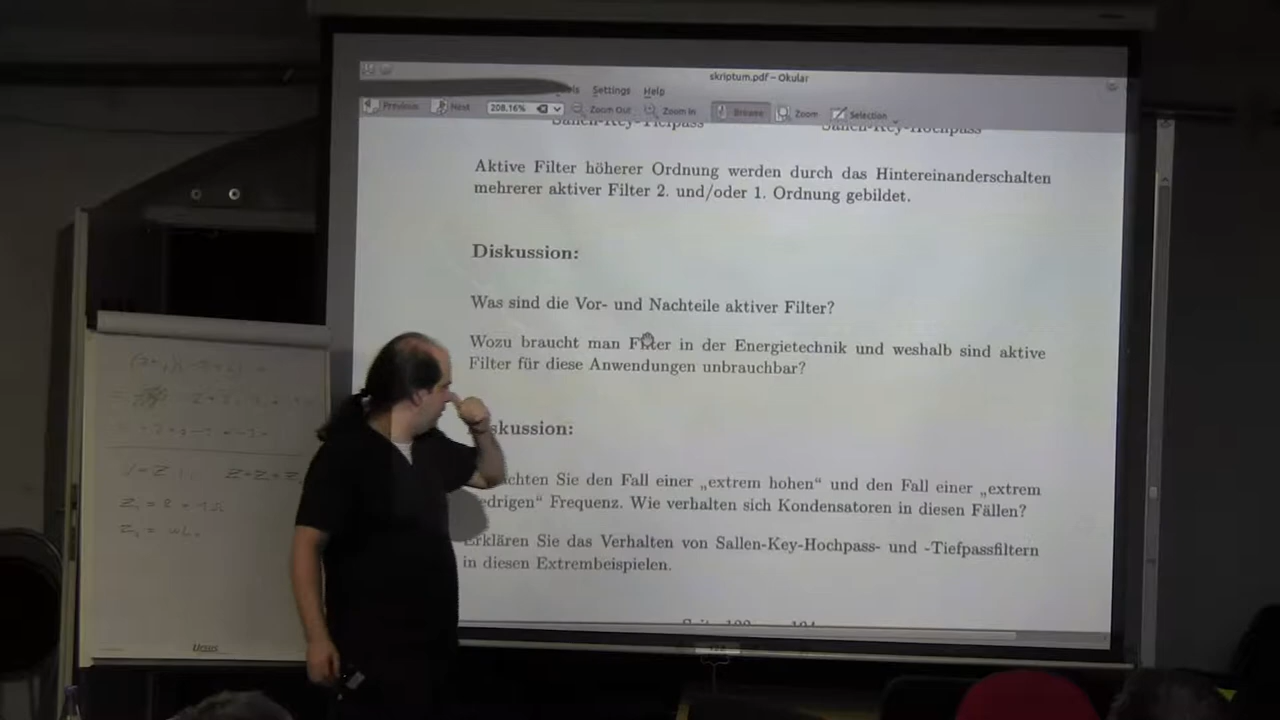 skriptum.pdf – Okular
Settings Help
Previous Next 208.16% Zoom Out Zoom In Browse Zoom Selection
Sallen-Key-Tiefpass Sallen-Key-Hochpass
Aktive Filter höherer Ordnung werden durch das Hintereinanderschalten
mehrerer aktiver Filter 2. und/oder 1. Ordnung gebildet.
Diskussion:
Was sind die Vor- und Nachteile aktiver Filter?
Wozu braucht man Filter in der Energietechnik und weshalb sind aktive
Filter für diese Anwendungen unbrauchbar?
skussion:
chten Sie den Fall einer „extrem hohen“ und den Fall einer „extrem
edrigen“ Frequenz. Wie verhalten sich Kondensatoren in diesen Fällen?
Erklären Sie das Verhalten von Sallen-Key-Hochpass- und -Tiefpassfiltern
in diesen Extrembeispielen.